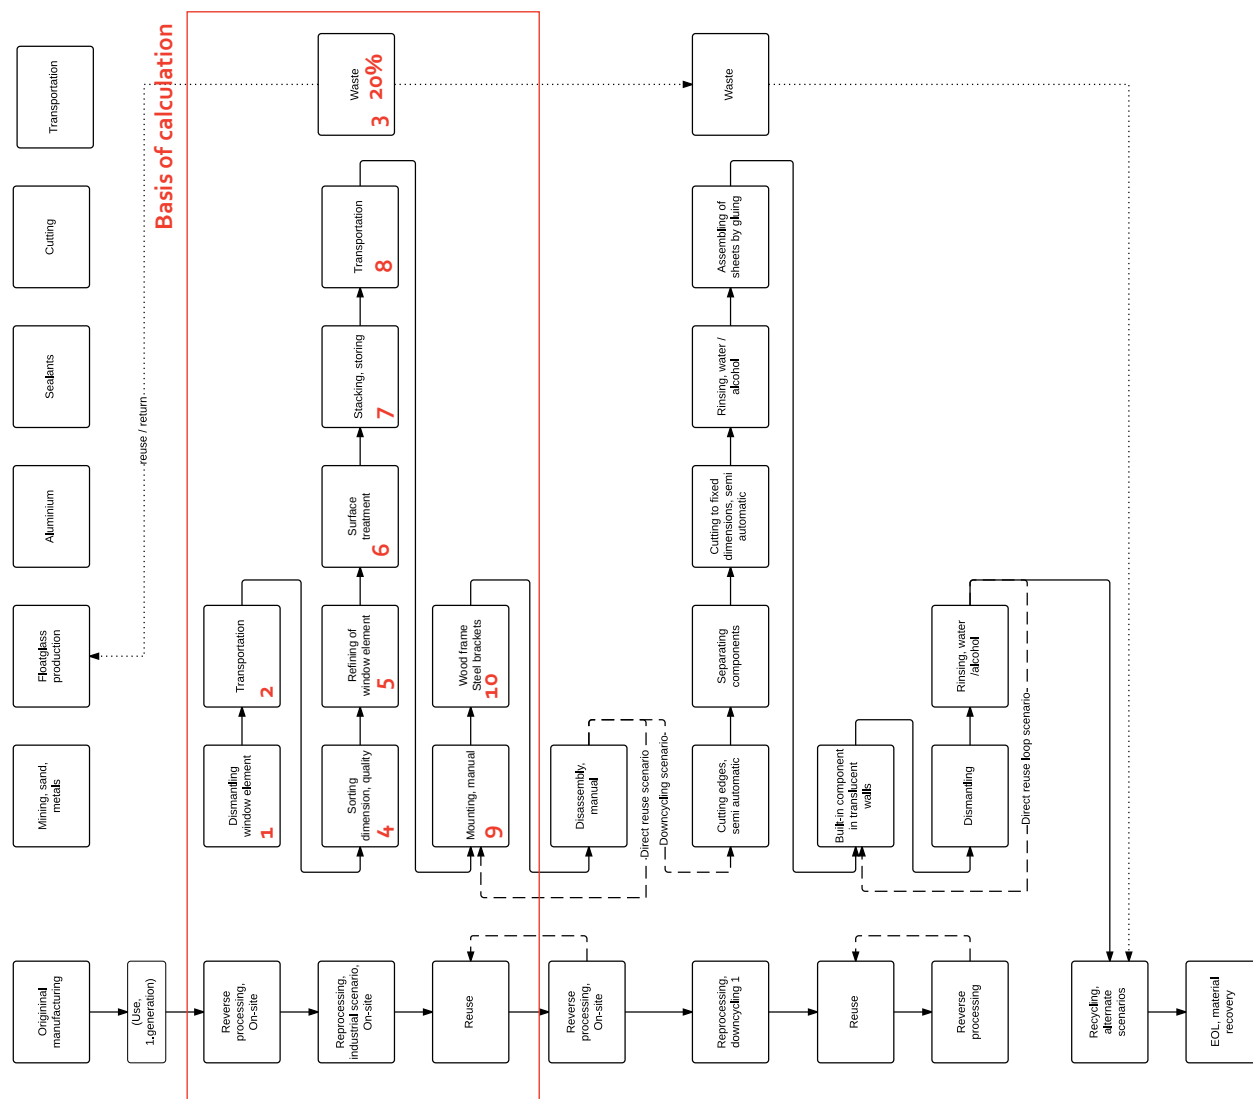 Origininal
manufacturing
Mining, sand,
metals
Floatglass
production
Aluminium
Sealants
Cutting
Transportation
(Use,
1.generation)
reuse / return
Basis of calculation
Reverse
processing,
On-site
Dismantling
window element
1
Transportation
2
Reprocessing,
industrial scenario,
On-site
Sorting
dimension, quality
4
Refining of
window element
5
Surface
treatment
6
Stacking, storing
7
Transportation
8
Waste
3 20%
Reuse
Mounting, manual
9
Wood frame
Steel brackets
10
Reverse
processing,
On-site
Disassembly,
manual
Direct reuse scenario
Downcycling scenario
Reprocessing,
downcycling 1
Cutting edges,
semi automatic
Separating
components
Cutting to fixed
dimensions, semi
automatic
Rinsing, water /
alcohol
Assembling of
sheets by gluing
Waste
Reuse
Built-in component
in translucent
walls
Reverse
processing
Dismantling
Rinsing, water
/alcohol
Direct reuse loop scenario
Recycling,
alternate
scenarios
EOL, material
recovery